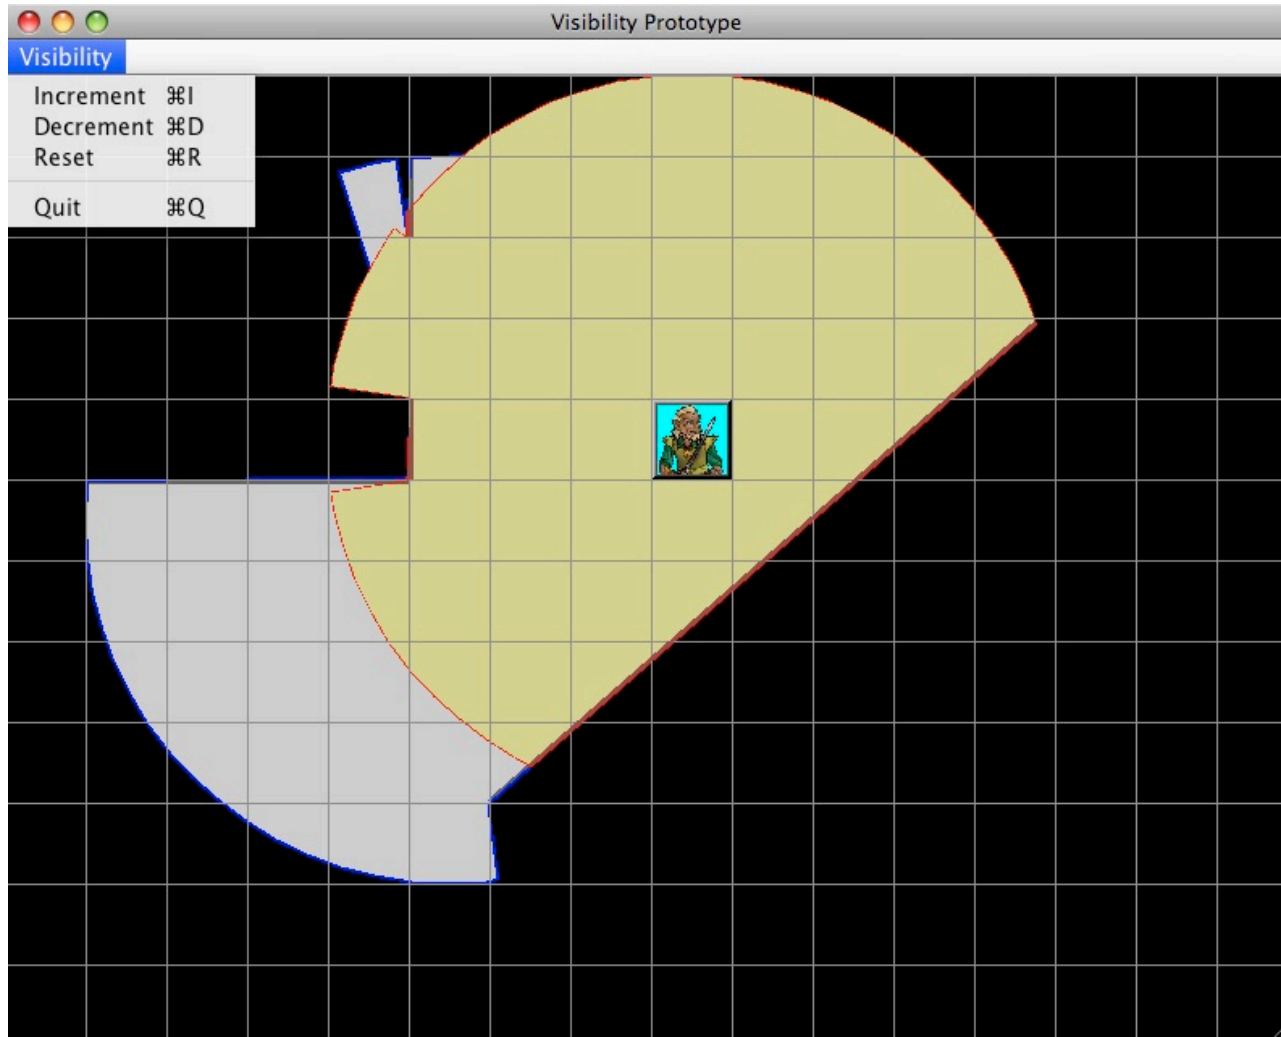 Visibility Prototype
Visibility
Increment ⌘I
Decrement ⌘D
Reset ⌘R
Quit ⌘Q